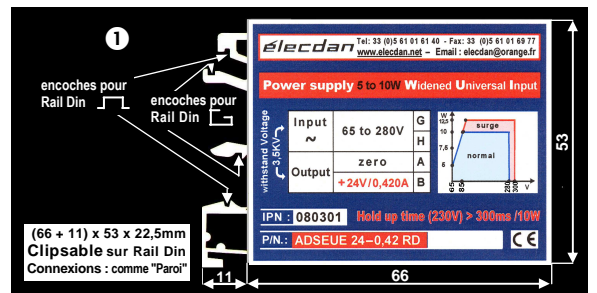 1
élecdan Tel: 33 (0)5 61 01 61 40 - Fax: 33 (0)5 61 01 69 77
www.elecdan.net – Email : elecdan@orange.fr
Power supply 5 to 10W Widened Universal Input
encoches pour
Rail Din
encoches pour
Rail Din
withstand Voltage
3,5KV
Input
~
65 to 280V
G
H
Output
zero
A
+24V/0,420A
B
W
12,5
10
7,5
5
surge
normal
65
85
280
300
V
53
IPN : 080301 Hold up time (230V) > 300ms /10W
P/N.: ADSEUE 24–0,42 RD
CE
(66 + 11) x 53 x 22,5mm
Clipsable sur Rail Din
Connexions : comme "Paroi"
11
66